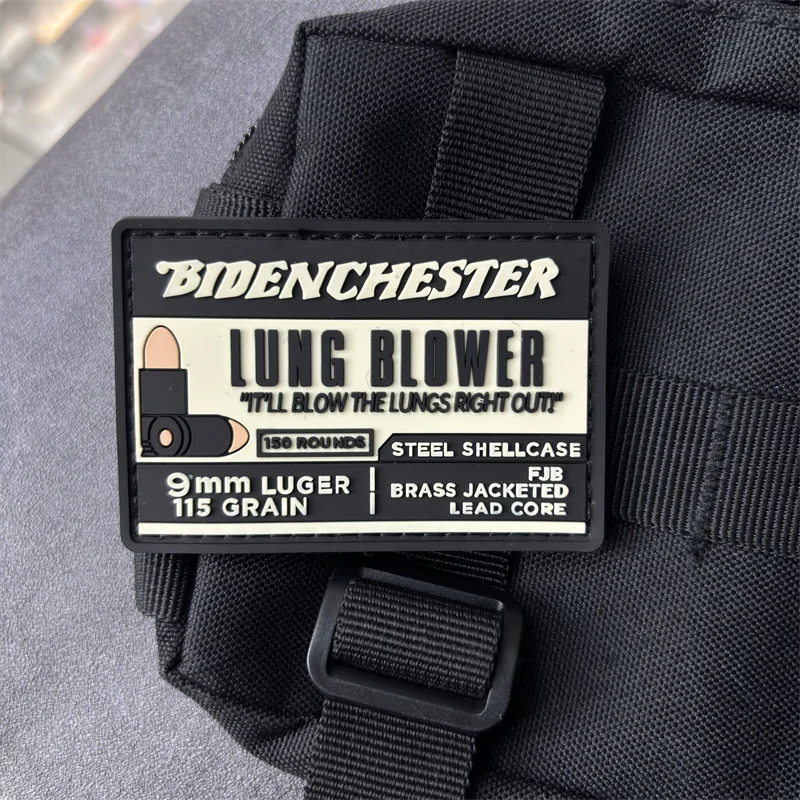 BIDENCHESTER
LUNG BLOWER
"IT'LL BLOW THE LUNGS RIGHT OUT!"
150 ROUNDS
STEEL SHELLCASE
9mm LUGER
115 GRAIN
FJB
BRASS JACKETED
LEAD CORE